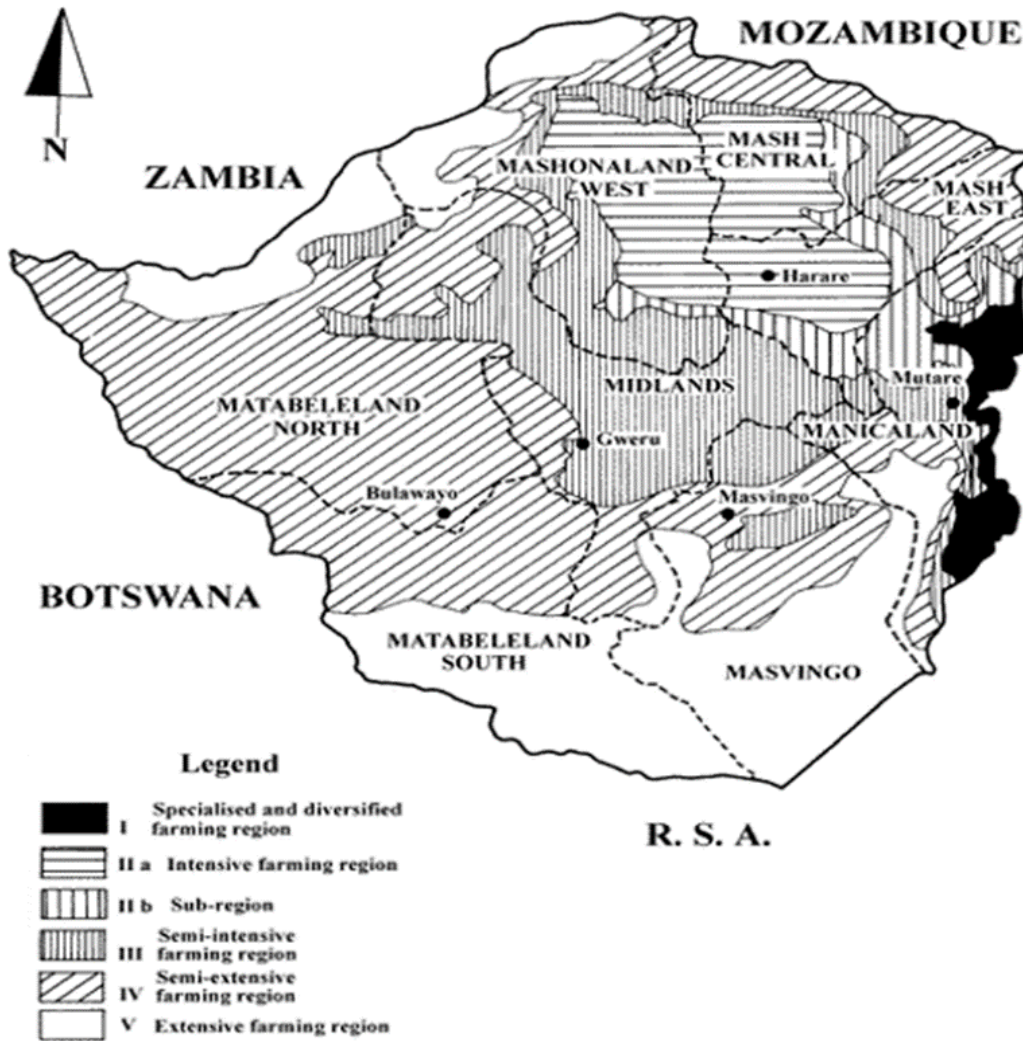 MOZAMBIQUE
N
ZAMBIA
MASHONALAND
WEST
MASH
CENTRAL
MASH
EAST
Harare
MIDLANDS
Mutare
MATABELELAND
NORTH
Gweru
MANICALAND
Bulawayo
Masvingo
BOTSWANA
MATABELELAND
SOUTH
MASVINGO
R. S. A.
Legend
I Specialised and diversified
farming region
II a Intensive farming region
II b Sub-region
III Semi-intensive
farming region
IV Semi-extensive
farming region
V Extensive farming region